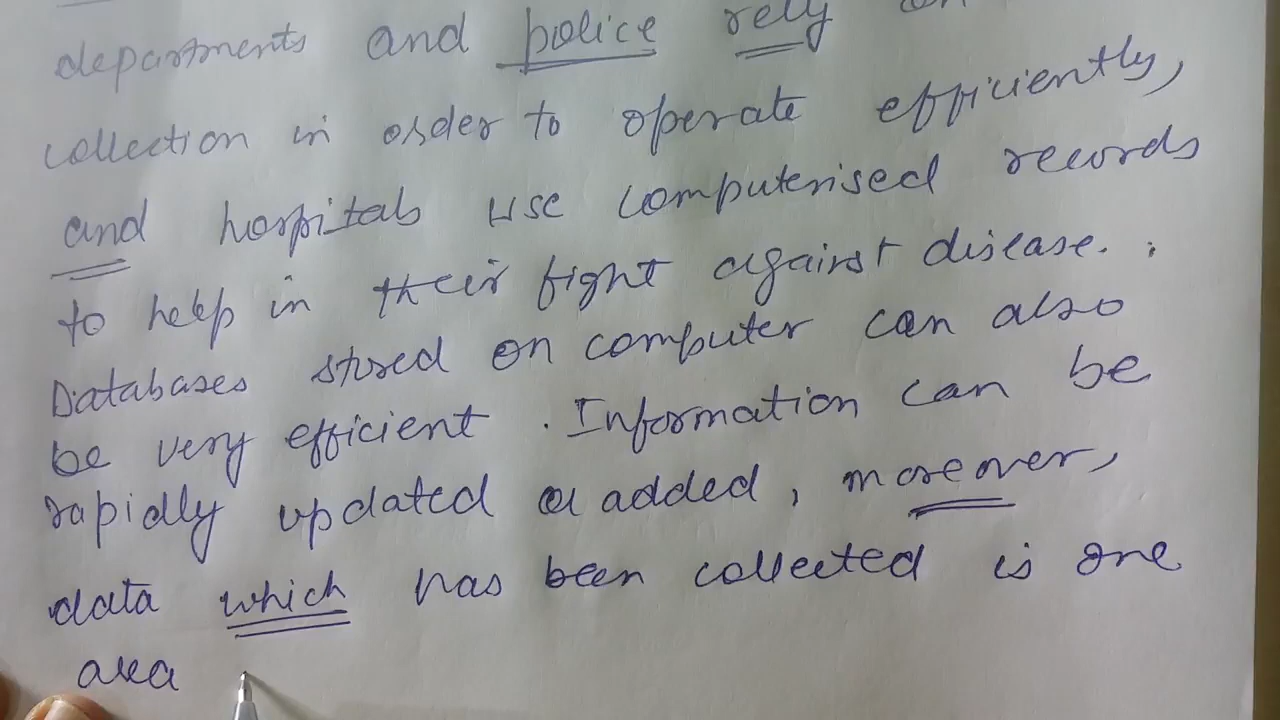 departments and police rely on
collection in order to operate efficiently,
and hospitals use computerised records
to help in their fight against disease.
Databases stored on computer can also
be very efficient. Information can be
rapidly updated or added, moreover,
data which has been collected is one
area